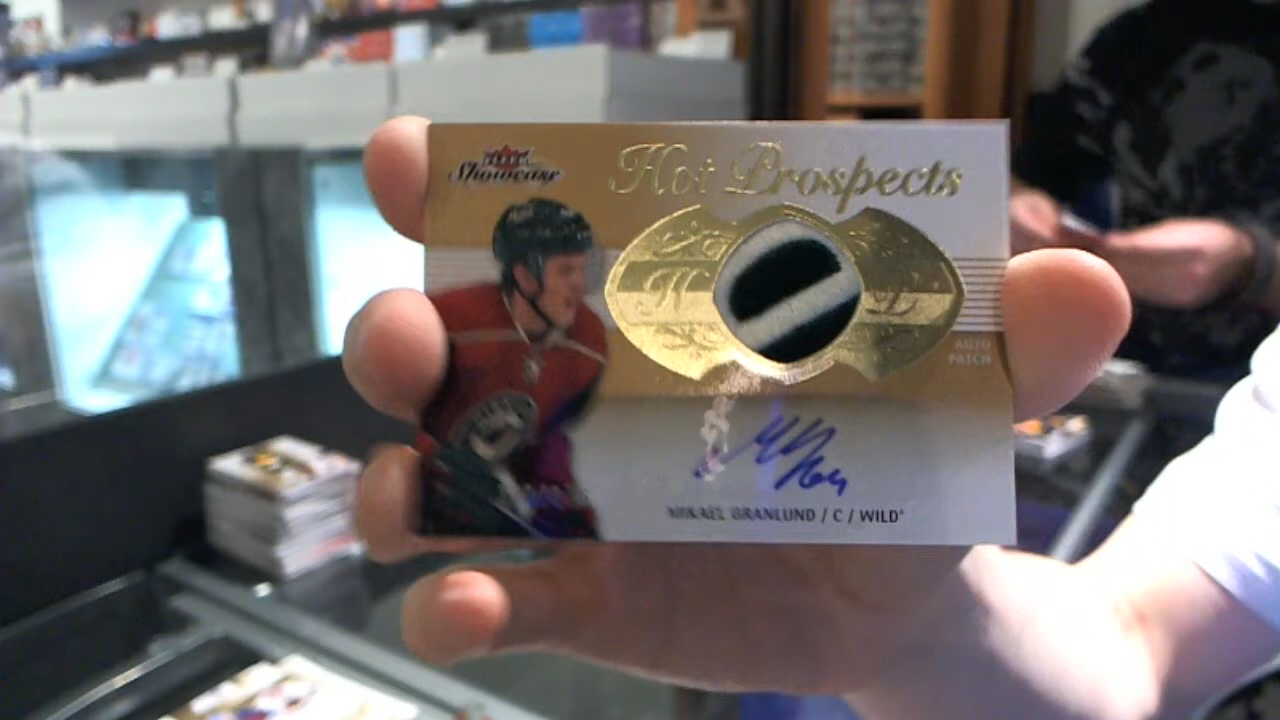 FLEER
Showcase
Hot Prospects
N H L
AUTO
PATCH
MIKAEL GRANLUND / C / WILD®